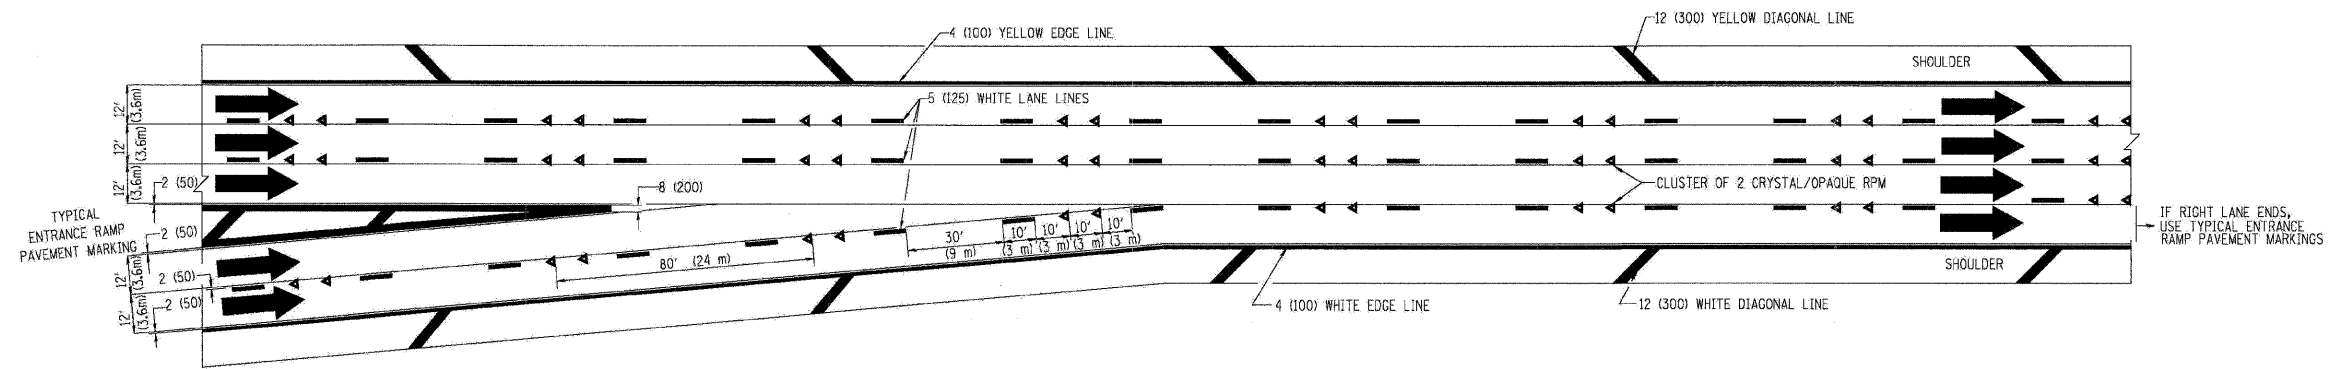 12 (300) YELLOW DIAGONAL LINE
4 (100) YELLOW EDGE LINE
SHOULDER
5 (125) WHITE LANE LINES
12'
(3.6m)
12'
(3.6m)
12'
(3.6m)
2 (50)
8 (200)
CLUSTER OF 2 CRYSTAL/OPAQUE RPM
TYPICAL
ENTRANCE RAMP
PAVEMENT MARKING
2 (50)
IF RIGHT LANE ENDS,
USE TYPICAL ENTRANCE
RAMP PAVEMENT MARKINGS
30'
(9 m)
10'
(3 m)
10'
(3 m)
10'
(3 m)
10'
(3 m)
80' (24 m)
12'
(3.6m)
2 (50)
12'
(3.6m)
2 (50)
SHOULDER
4 (100) WHITE EDGE LINE
12 (300) WHITE DIAGONAL LINE